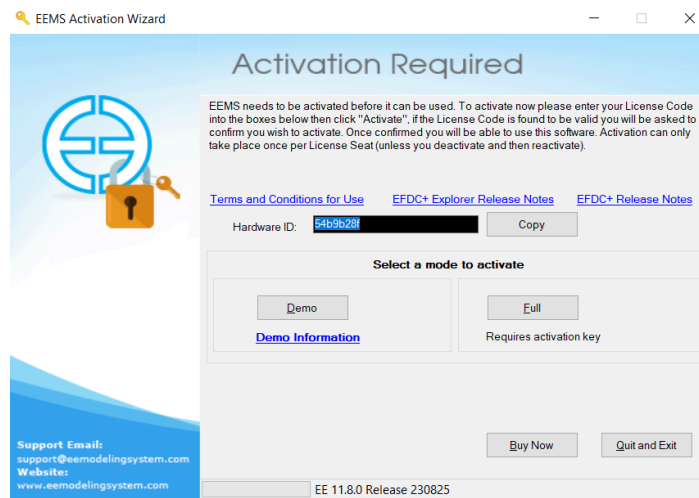 EEMS Activation Wizard
Activation Required
EEMS needs to be activated before it can be used. To activate now please enter your License Code
into the boxes below then click "Activate", if the License Code is found to be valid you will be asked to
confirm you wish to activate. Once confirmed you will be able to use this software. Activation can only
take place once per License Seat (unless you deactivate and then reactivate).
Terms and Conditions for Use EFDC+ Explorer Release Notes EFDC+ Release Notes
Hardware ID: 54b9b28f Copy
Select a mode to activate
Demo Full
Demo Information Requires activation key
Support Email:
support@eemodelingsystem.com
Website:
www.eemodelingsystem.com
Buy Now Quit and Exit
EE 11.8.0 Release 230825